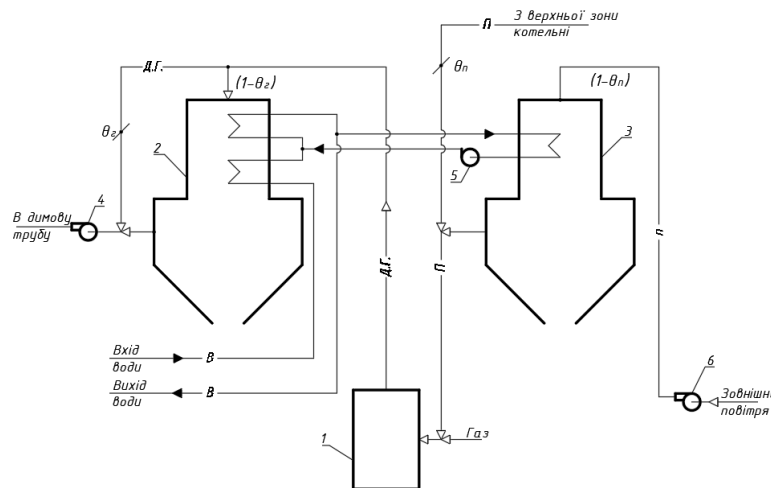 З верхньої зони
П
котельні
Д.Г.
(1-θг)
θп
(1-θп)
θг
2
3
5
4
В димову
трубу
П
Д.Г.
П
Вхід
води
В
Вихід
води
В
6
Зовнішн
повітря
1
Газ